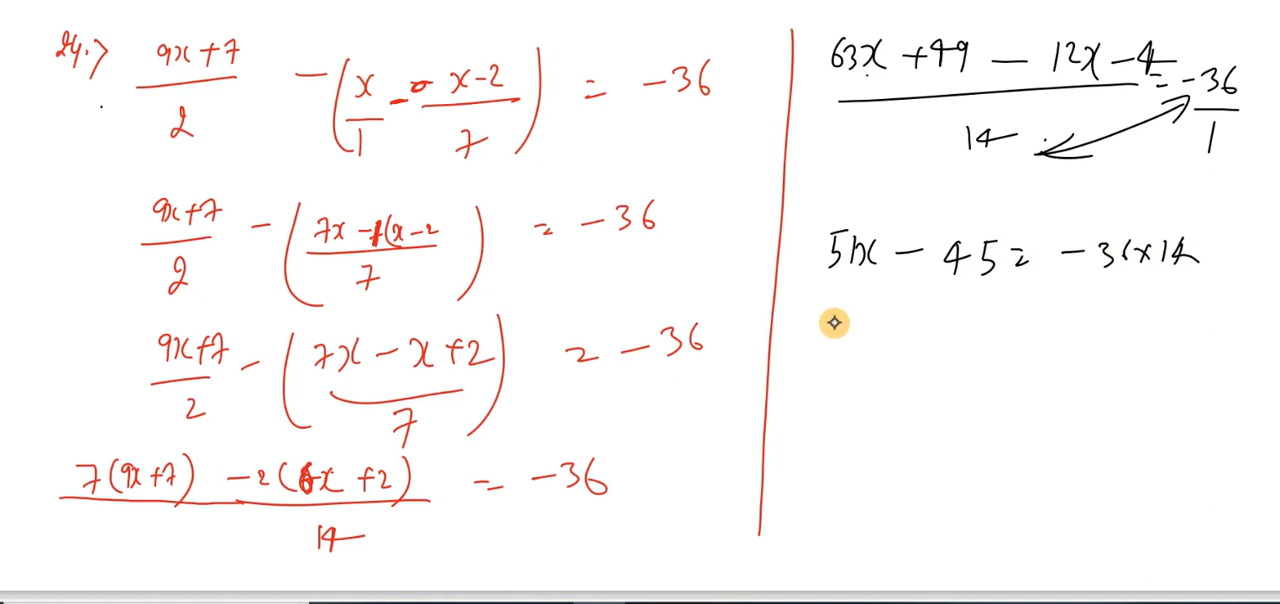 24.) (9x+7)/2 - (x/1 - (x-2)/7) = -36
(9x+7)/2 - ((7x-1(x-2)/7) = -36
(9x+7)/2 - ((7x-x+2)/7) = -36
(7(9x+7) -2(6x+2))/14 = -36
(63x+49-12x-4)/14 = -36/1
51x - 45 = -36x14